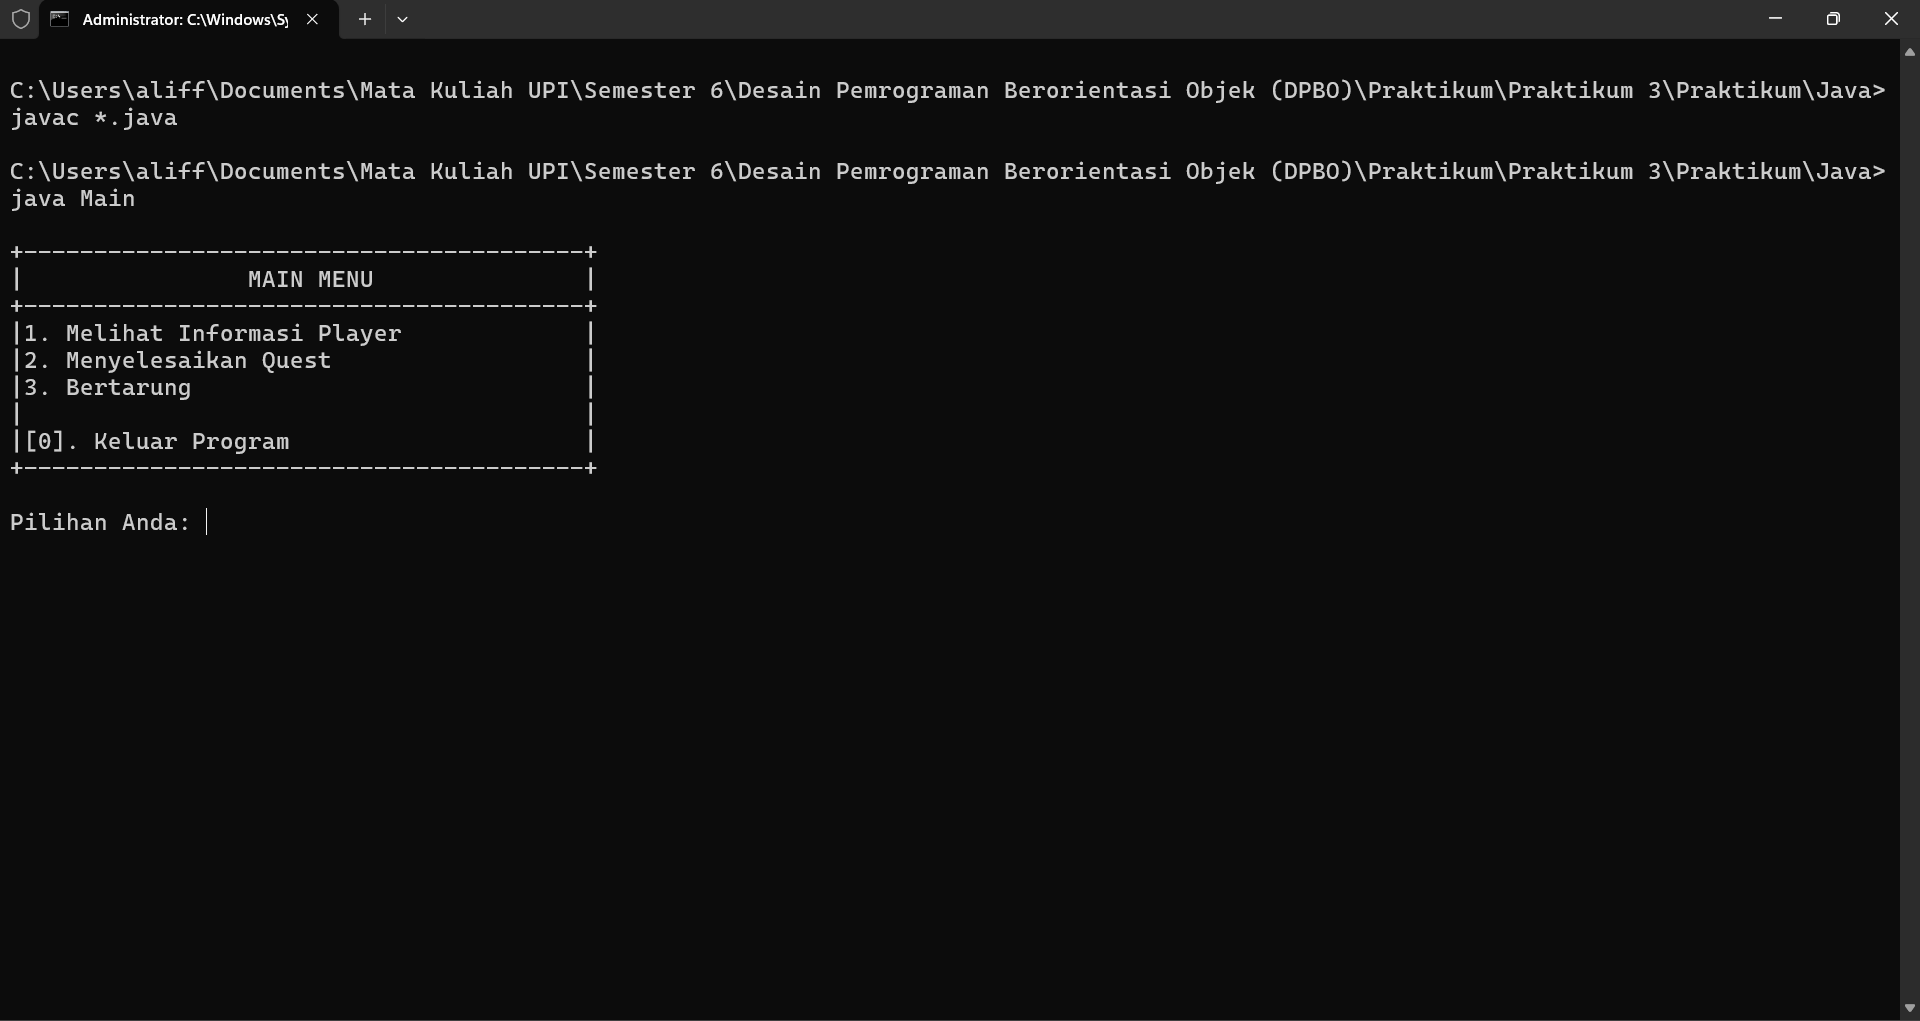 Administrator: C:\Windows\Sy
C:\Users\aliff\Documents\Mata Kuliah UPI\Semester 6\Desain Pemrograman Berorientasi Objek (DPBO)\Praktikum\Praktikum 3\Praktikum\Java>
javac *.java
C:\Users\aliff\Documents\Mata Kuliah UPI\Semester 6\Desain Pemrograman Berorientasi Objek (DPBO)\Praktikum\Praktikum 3\Praktikum\Java>
java Main
+----------------------------------------+
|                MAIN MENU               |
+----------------------------------------+
|1. Melihat Informasi Player             |
|2. Menyelesaikan Quest                  |
|3. Bertarung                            |
|                                        |
|[0]. Keluar Program                     |
+----------------------------------------+
Pilihan Anda: